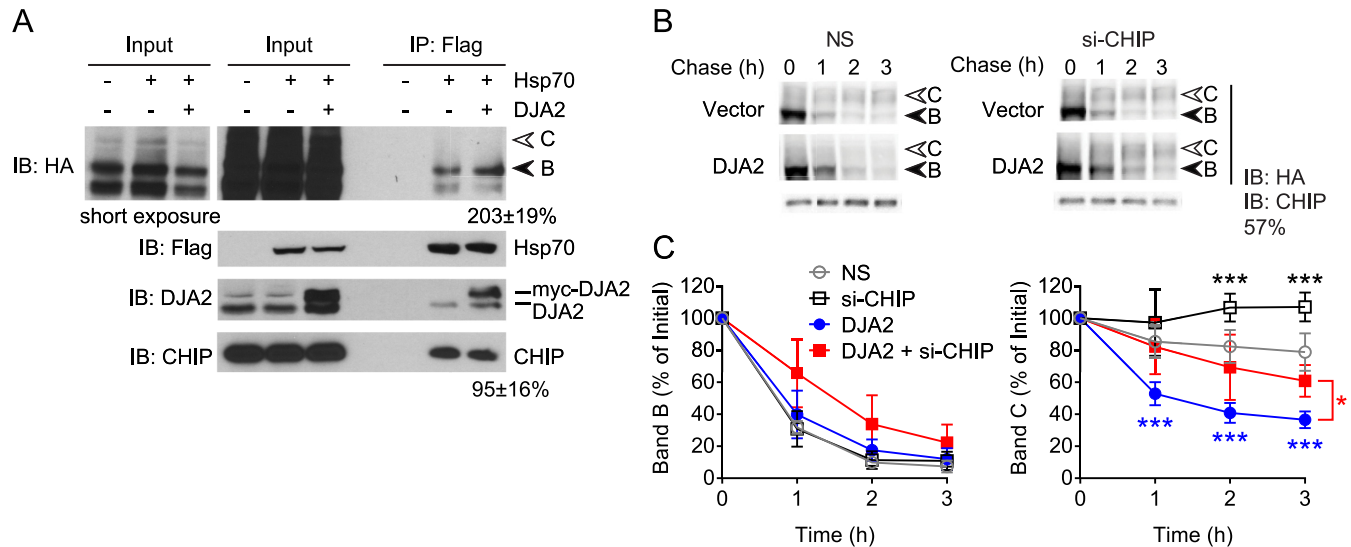 A
Input Input IP: Flag
- + + - + + - + + Hsp70
- - + - - + - - + DJA2
IB: HA C
B
short exposure 203±19%
IB: Flag Hsp70
IB: DJA2 myc-DJA2
DJA2
IB: CHIP CHIP
95±16%
B
NS si-CHIP
Chase (h) 0 1 2 3 Chase (h) 0 1 2 3
Vector C Vector C
B B
DJA2 C DJA2 C
B B
IB: HA
IB: CHIP
57%
C
NS
si-CHIP
DJA2
DJA2 + si-CHIP
Band B (% of Initial)
120
100
80
60
40
20
0
0 1 2 3
Time (h)
Band C (% of Initial)
120
100
80
60
40
20
0
*** ***
*
*** *** ***
0 1 2 3
Time (h)